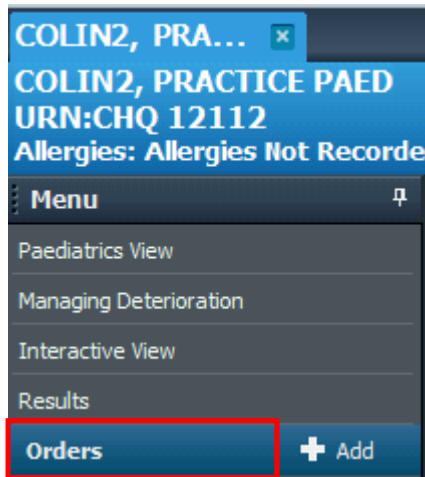 COLIN2, PRA...
COLIN2, PRACTICE PAED
URN:CHQ 12112
Allergies: Allergies Not Recorde
Menu
Paediatrics View
Managing Deterioration
Interactive View
Results
Orders + Add